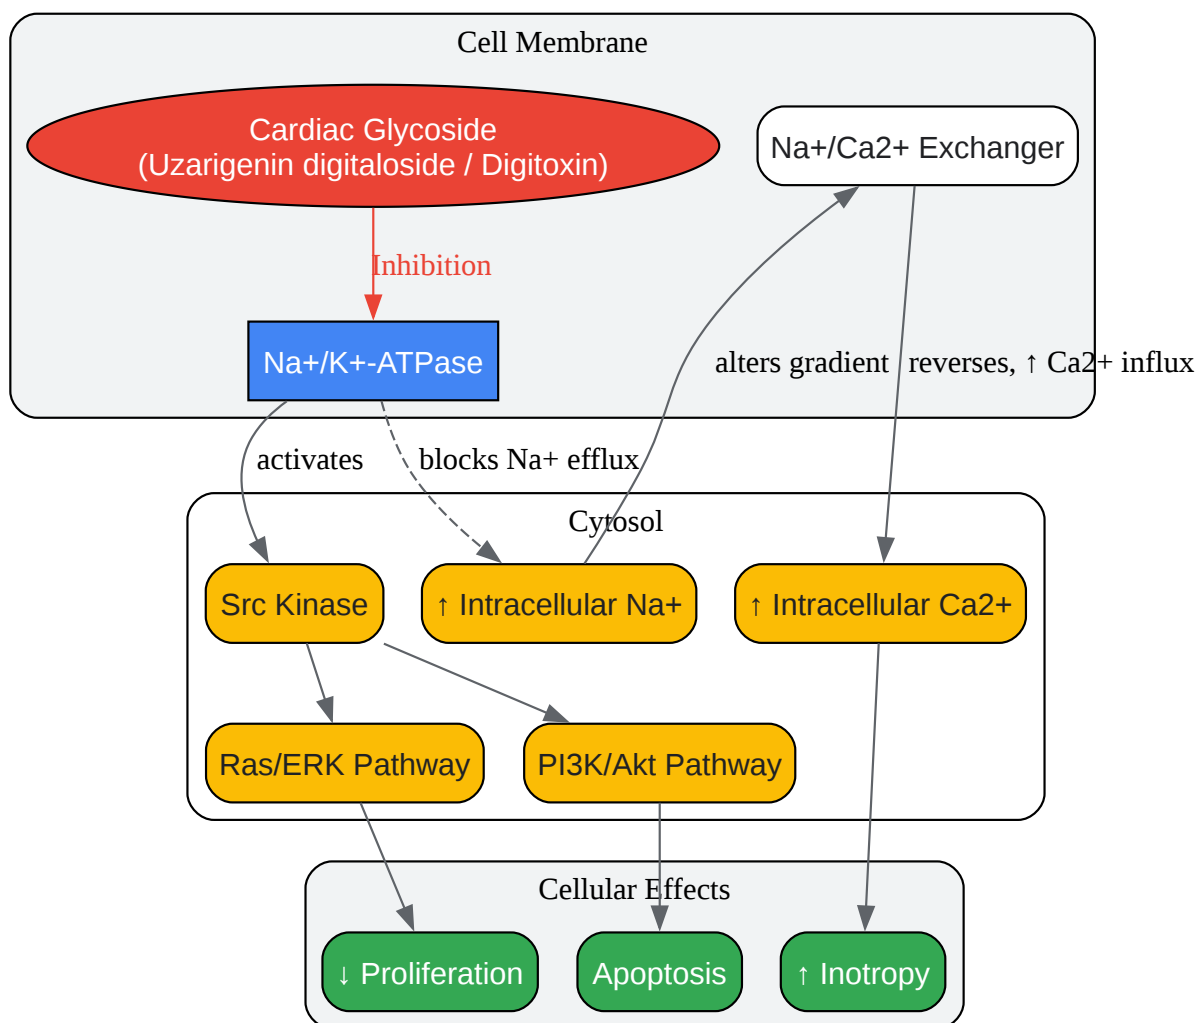 Cell Membrane
Cardiac Glycoside
(Uzarigenin digitaloside / Digitoxin)
Na+/Ca2+ Exchanger
Inhibition
Na+/K+-ATPase
alters gradient
reverses, ↑ Ca2+ influx
activates
blocks Na+ efflux
Cytosol
Src Kinase
↑ Intracellular Na+
↑ Intracellular Ca2+
Ras/ERK Pathway
PI3K/Akt Pathway
Cellular Effects
↓ Proliferation
Apoptosis
↑ Inotropy